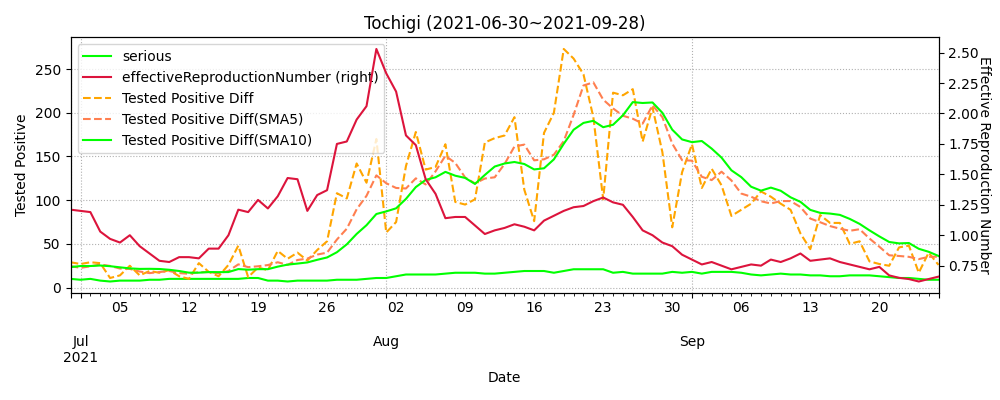 Tochigi (2021-06-30~2021-09-28)
serious
effectiveReproductionNumber (right)
Tested Positive Diff
Tested Positive Diff(SMA5)
Tested Positive Diff(SMA10)
Tested Positive
250
200
150
100
50
0
2.50
2.25
2.00
1.75
1.50
1.25
1.00
0.75
Effective Reproduction Number
05 12 19 26 02 09 16 23 30 06 13 20
Jul Aug Sep
2021
Date